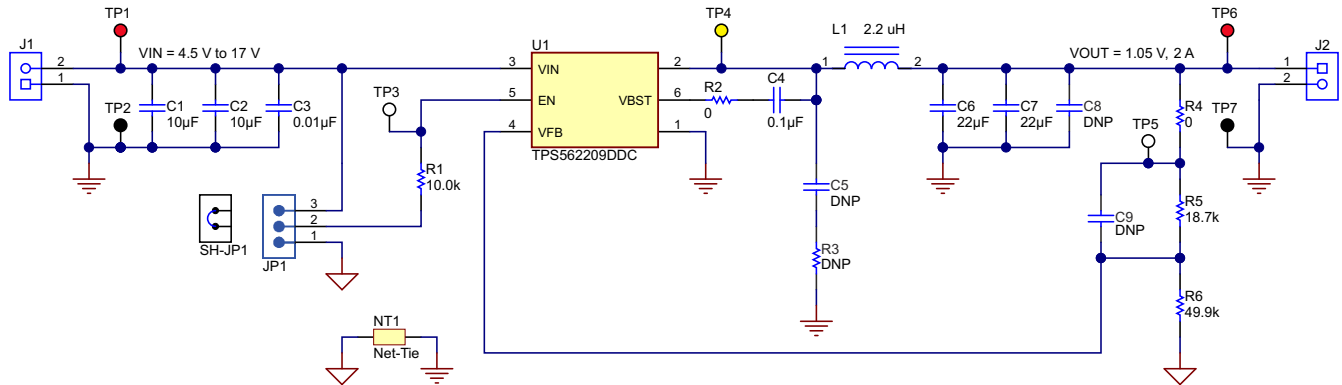 TP1
TP4
TP6
J1
VIN = 4.5 V to 17 V
U1
L1 2.2 uH
VOUT = 1.05 V, 2 A
J2
2
1
3
VIN
2
1
2
1
2
C1
10µF
C2
10µF
C3
0.01µF
TP2
TP3
5
EN
VBST
6
R2
0
C4
0.1µF
C6
22µF
C7
22µF
C8
DNP
R4
0
TP7
4
VFB
1
TPS562209DDC
TP5
R1
10.0k
C5
DNP
R5
18.7k
C9
DNP
3
2
1
SH-JP1
JP1
R3
DNP
R6
49.9k
NT1
Net-Tie